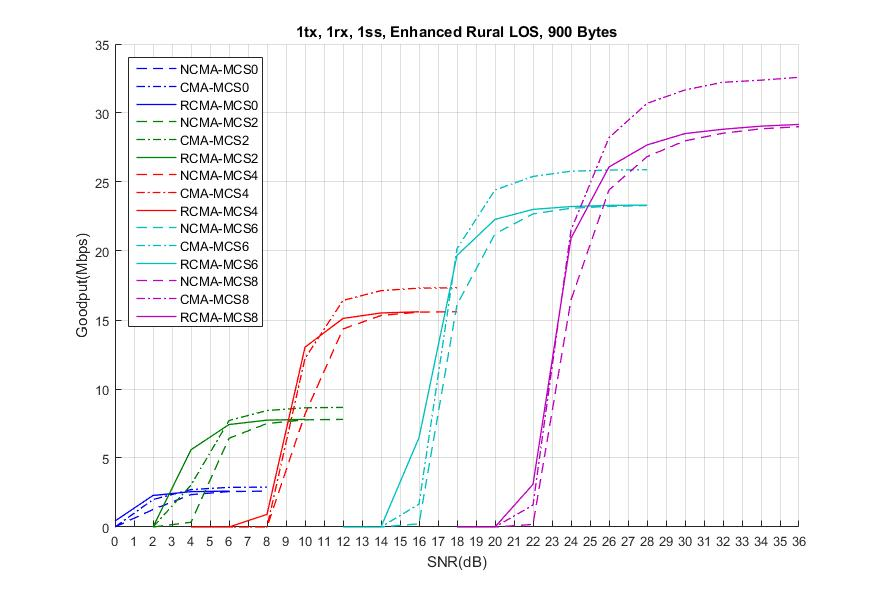 1tx, 1rx, 1ss, Enhanced Rural LOS, 900 Bytes
35
30
25
20
15
10
5
0
Goodput(Mbps)
NCMA-MCS0
CMA-MCS0
RCMA-MCS0
NCMA-MCS2
CMA-MCS2
RCMA-MCS2
NCMA-MCS4
CMA-MCS4
RCMA-MCS4
NCMA-MCS6
CMA-MCS6
RCMA-MCS6
NCMA-MCS8
CMA-MCS8
RCMA-MCS8
0 1 2 3 4 5 6 7 8 9 10 11 12 13 14 15 16 17 18 19 20 21 22 23 24 25 26 27 28 29 30 31 32 33 34 35 36
SNR(dB)